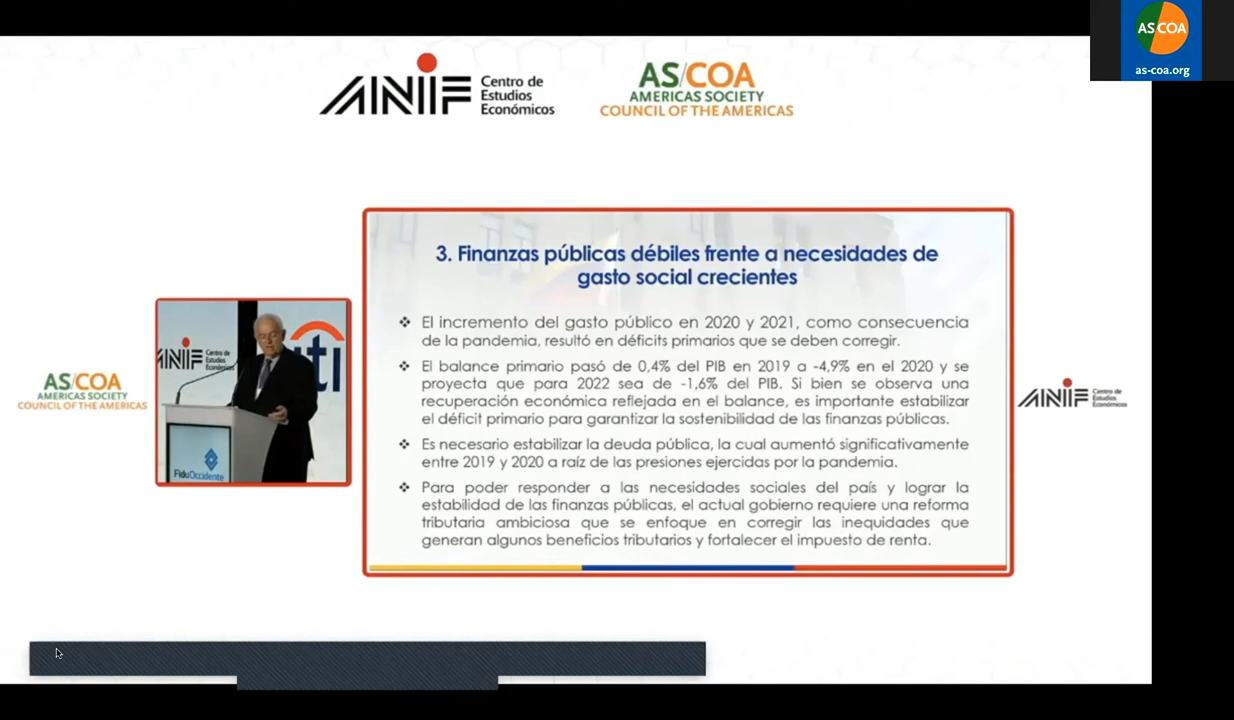 AS/COA
as-coa.org
ANIF
Centro de
Estudios
Económicos
AS/COA
AMERICAS SOCIETY
COUNCIL OF THE AMERICAS
3. Finanzas públicas débiles frente a necesidades de
gasto social crecientes
❖ El incremento del gasto público en 2020 y 2021, como consecuencia
de la pandemia, resultó en déficits primarios que se deben corregir.
❖ El balance primario pasó de 0,4% del PIB en 2019 a -4,9% en el 2020 y se
proyecta que para 2022 sea de -1,6% del PIB. Si bien se observa una
recuperación económica reflejada en el balance, es importante estabilizar
el déficit primario para garantizar la sostenibilidad de las finanzas públicas.
❖ Es necesario estabilizar la deuda pública, la cual aumentó significativamente
entre 2019 y 2020 a raíz de las presiones ejercidas por la pandemia.
❖ Para poder responder a las necesidades sociales del país y lograr la
estabilidad de las finanzas públicas, el actual gobierno requiere una reforma
tributaria ambiciosa que se enfoque en corregir las inequidades que
generan algunos beneficios tributarios y fortalecer el impuesto de renta.
ANIF
Centro de
Estudios
Económicos
iti
FiduOccidente
AS/COA
AMERICAS SOCIETY
COUNCIL OF THE AMERICAS
ANIF
Centro de
Estudios
Económicos